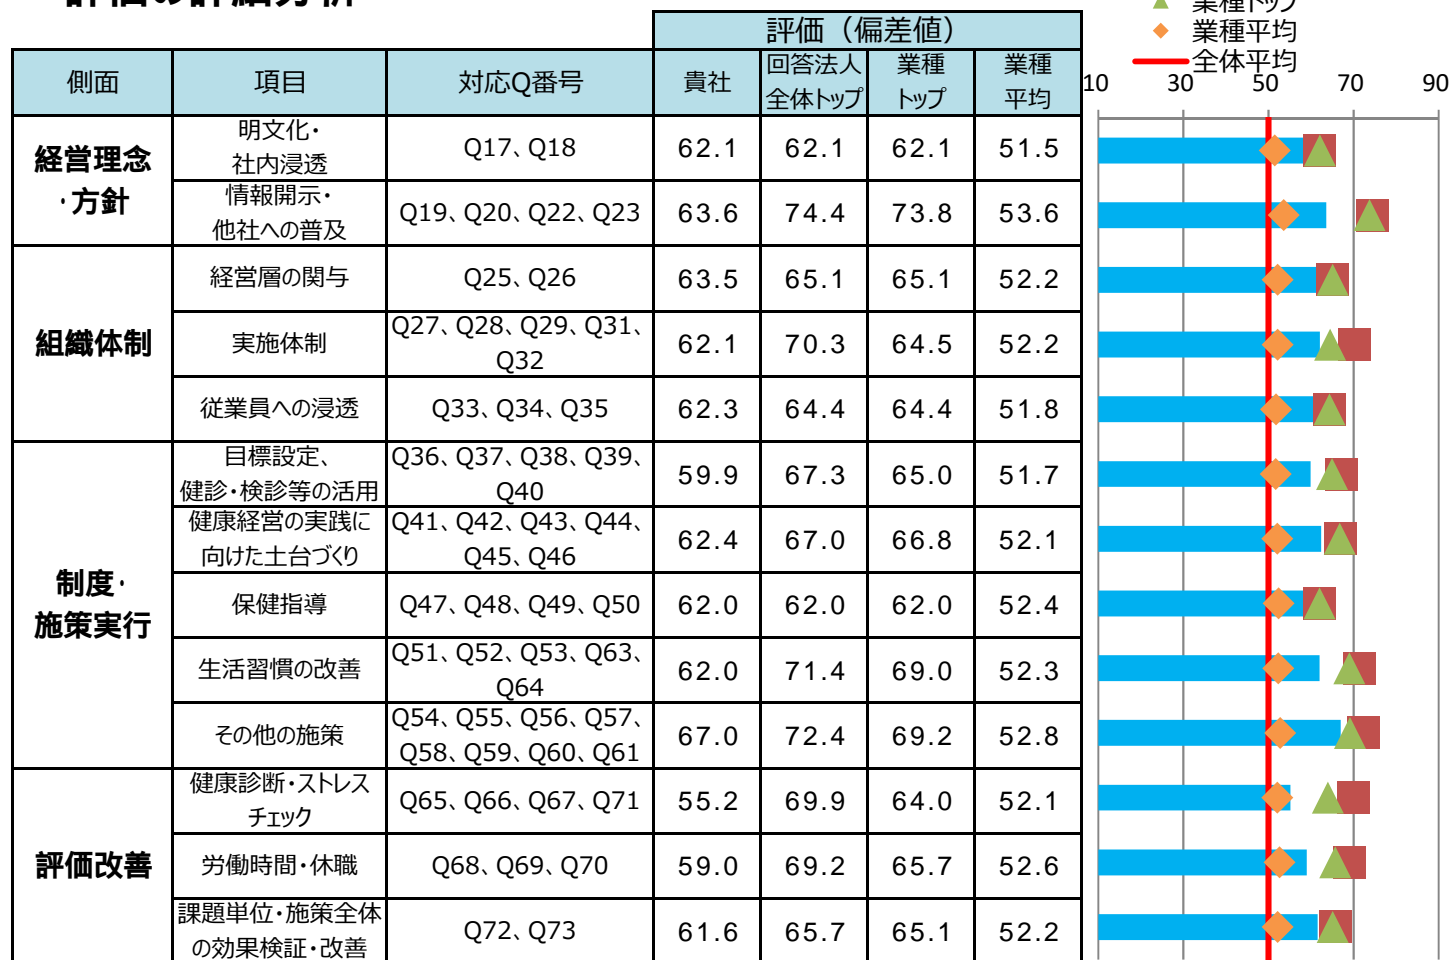 評価の詳細分析
業種トップ
業種平均
全体平均
評価（偏差値）
側面 項目 対応Q番号 貴社 回答法人全体トップ 業種トップ 業種平均
10 30 50 70 90
経営理念・方針
明文化・社内浸透 Q17、Q18 62.1 62.1 62.1 51.5
情報開示・他社への普及 Q19、Q20、Q22、Q23 63.6 74.4 73.8 53.6
組織体制
経営層の関与 Q25、Q26 63.5 65.1 65.1 52.2
実施体制 Q27、Q28、Q29、Q31、Q32 62.1 70.3 64.5 52.2
従業員への浸透 Q33、Q34、Q35 62.3 64.4 64.4 51.8
制度・施策実行
目標設定、健診・検診等の活用 Q36、Q37、Q38、Q39、Q40 59.9 67.3 65.0 51.7
健康経営の実践に向けた土台づくり Q41、Q42、Q43、Q44、Q45、Q46 62.4 67.0 66.8 52.1
保健指導 Q47、Q48、Q49、Q50 62.0 62.0 62.0 52.4
生活習慣の改善 Q51、Q52、Q53、Q63、Q64 62.0 71.4 69.0 52.3
その他の施策 Q54、Q55、Q56、Q57、Q58、Q59、Q60、Q61 67.0 72.4 69.2 52.8
評価改善
健康診断・ストレスチェック Q65、Q66、Q67、Q71 55.2 69.9 64.0 52.1
労働時間・休職 Q68、Q69、Q70 59.0 69.2 65.7 52.6
課題単位・施策全体の効果検証・改善 Q72、Q73 61.6 65.7 65.1 52.2